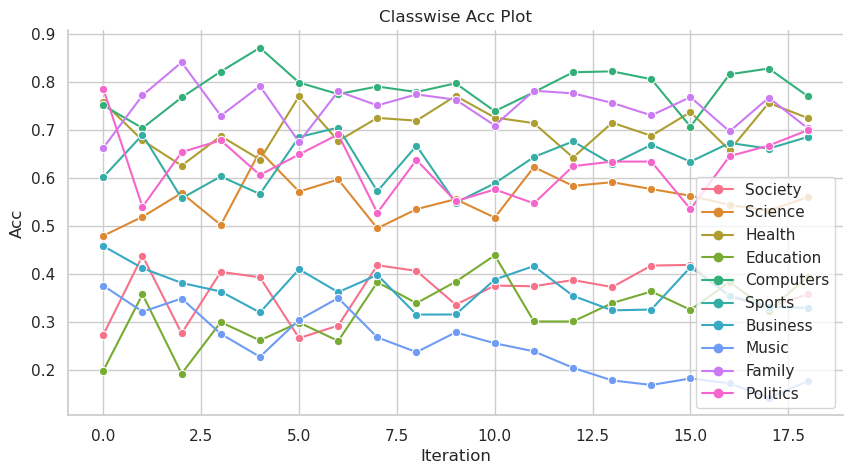 Classwise Acc Plot
0.9
0.8
0.7
0.6
0.5
0.4
0.3
0.2
Acc
0.0
2.5
5.0
7.5
10.0
12.5
15.0
17.5
Iteration
Society
Science
Health
Education
Computers
Sports
Business
Music
Family
Politics